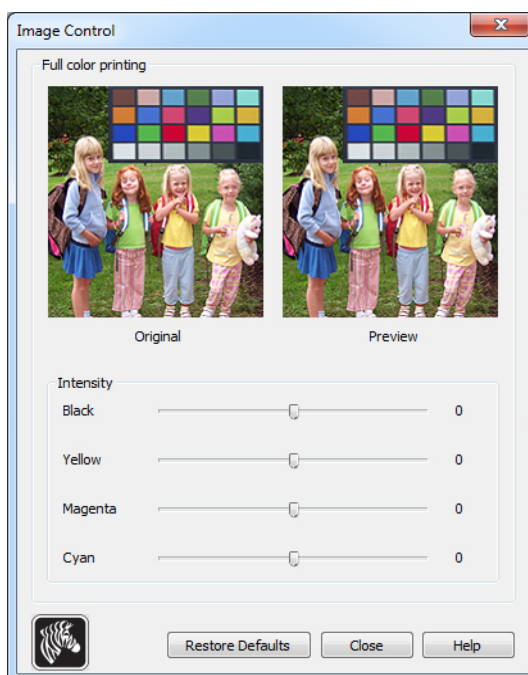 Image Control
Full color printing
Original
Preview
Intensity
Black 0
Yellow 0
Magenta 0
Cyan 0
Restore Defaults Close Help